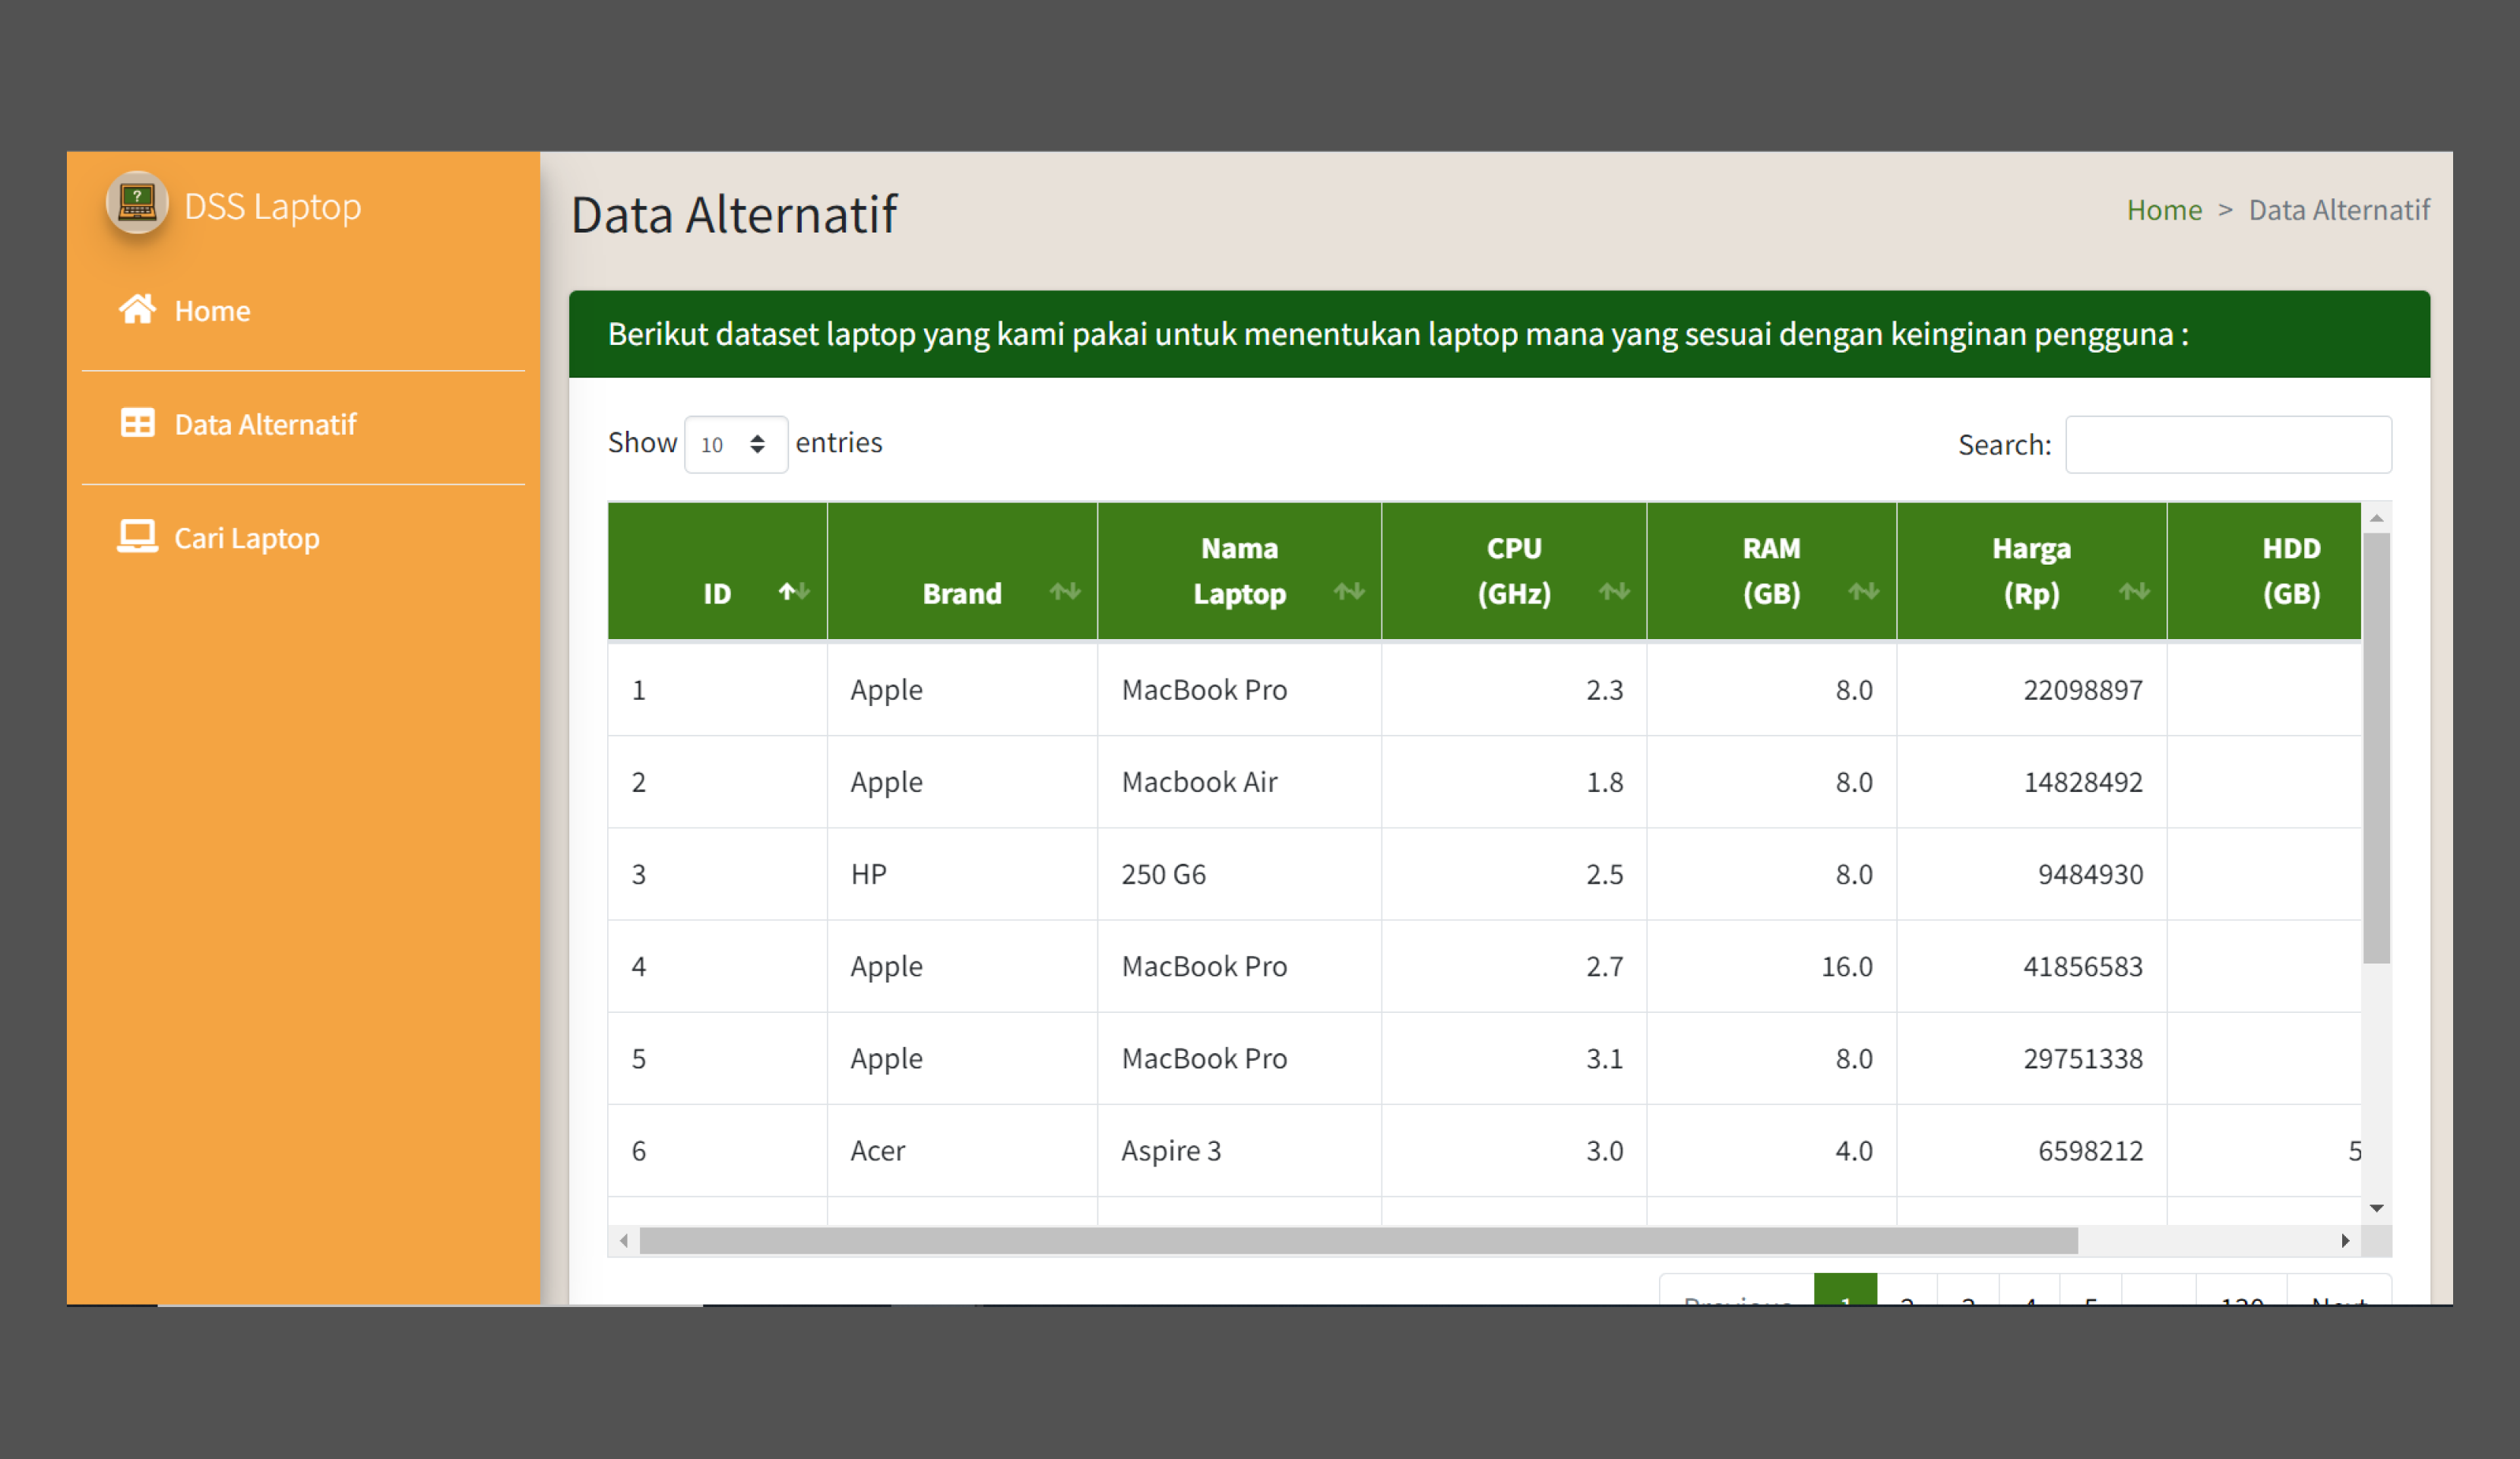 DSS Laptop
Home
Data Alternatif
Cari Laptop
Data Alternatif
Home > Data Alternatif
Berikut dataset laptop yang kami pakai untuk menentukan laptop mana yang sesuai dengan keinginan pengguna :
Show 10 entries
Search:
ID Brand Nama Laptop CPU (GHz) RAM (GB) Harga (Rp) HDD (GB)
1 Apple MacBook Pro 2.3 8.0 22098897
2 Apple Macbook Air 1.8 8.0 14828492
3 HP 250 G6 2.5 8.0 9484930
4 Apple MacBook Pro 2.7 16.0 41856583
5 Apple MacBook Pro 3.1 8.0 29751338
6 Acer Aspire 3 3.0 4.0 6598212 5
Previous 1 2 3 4 5 130 Next